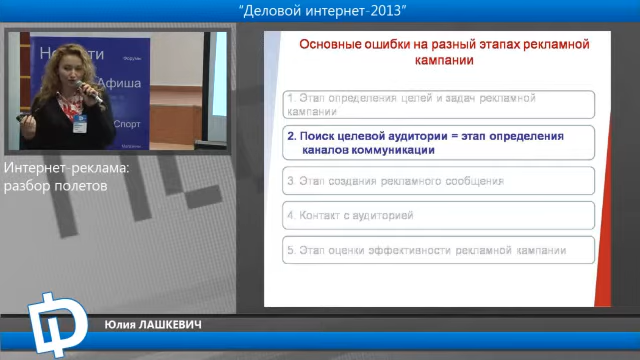 "Деловой интернет-2013"
Новости
Форумы
Афиша
Спорт
Интернет-реклама:
разбор полетов
Основные ошибки на разный этапах рекламной
кампании
1. Этап определения целей и задач рекламной
кампании
2. Поиск целевой аудитории = этап определения
каналов коммуникации
3. Этап создания рекламного сообщения
4. Контакт с аудиторией
5. Этап оценки эффективности рекламной кампании
Юлия ЛАШКЕВИЧ